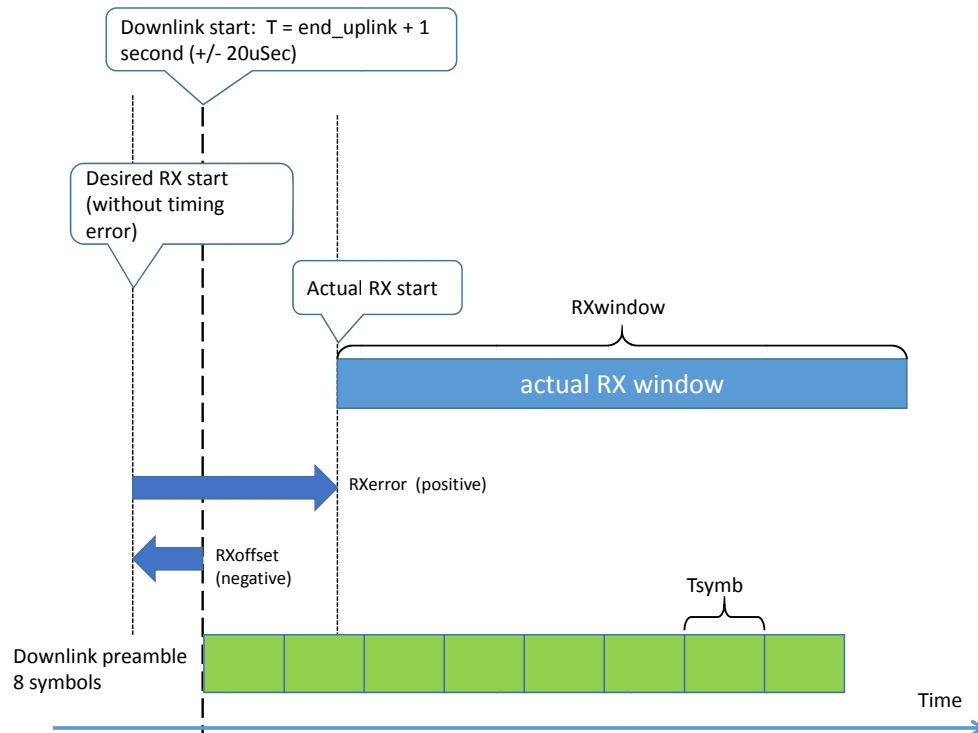 Downlink start:  T = end_uplink + 1
second (+/- 20uSec)
Desired RX start
(without timing
error)
Actual RX start
RXwindow
actual RX window
RXerror  (positive)
RXoffset
(negative)
Tsymb
Downlink preamble
8 symbols
Time